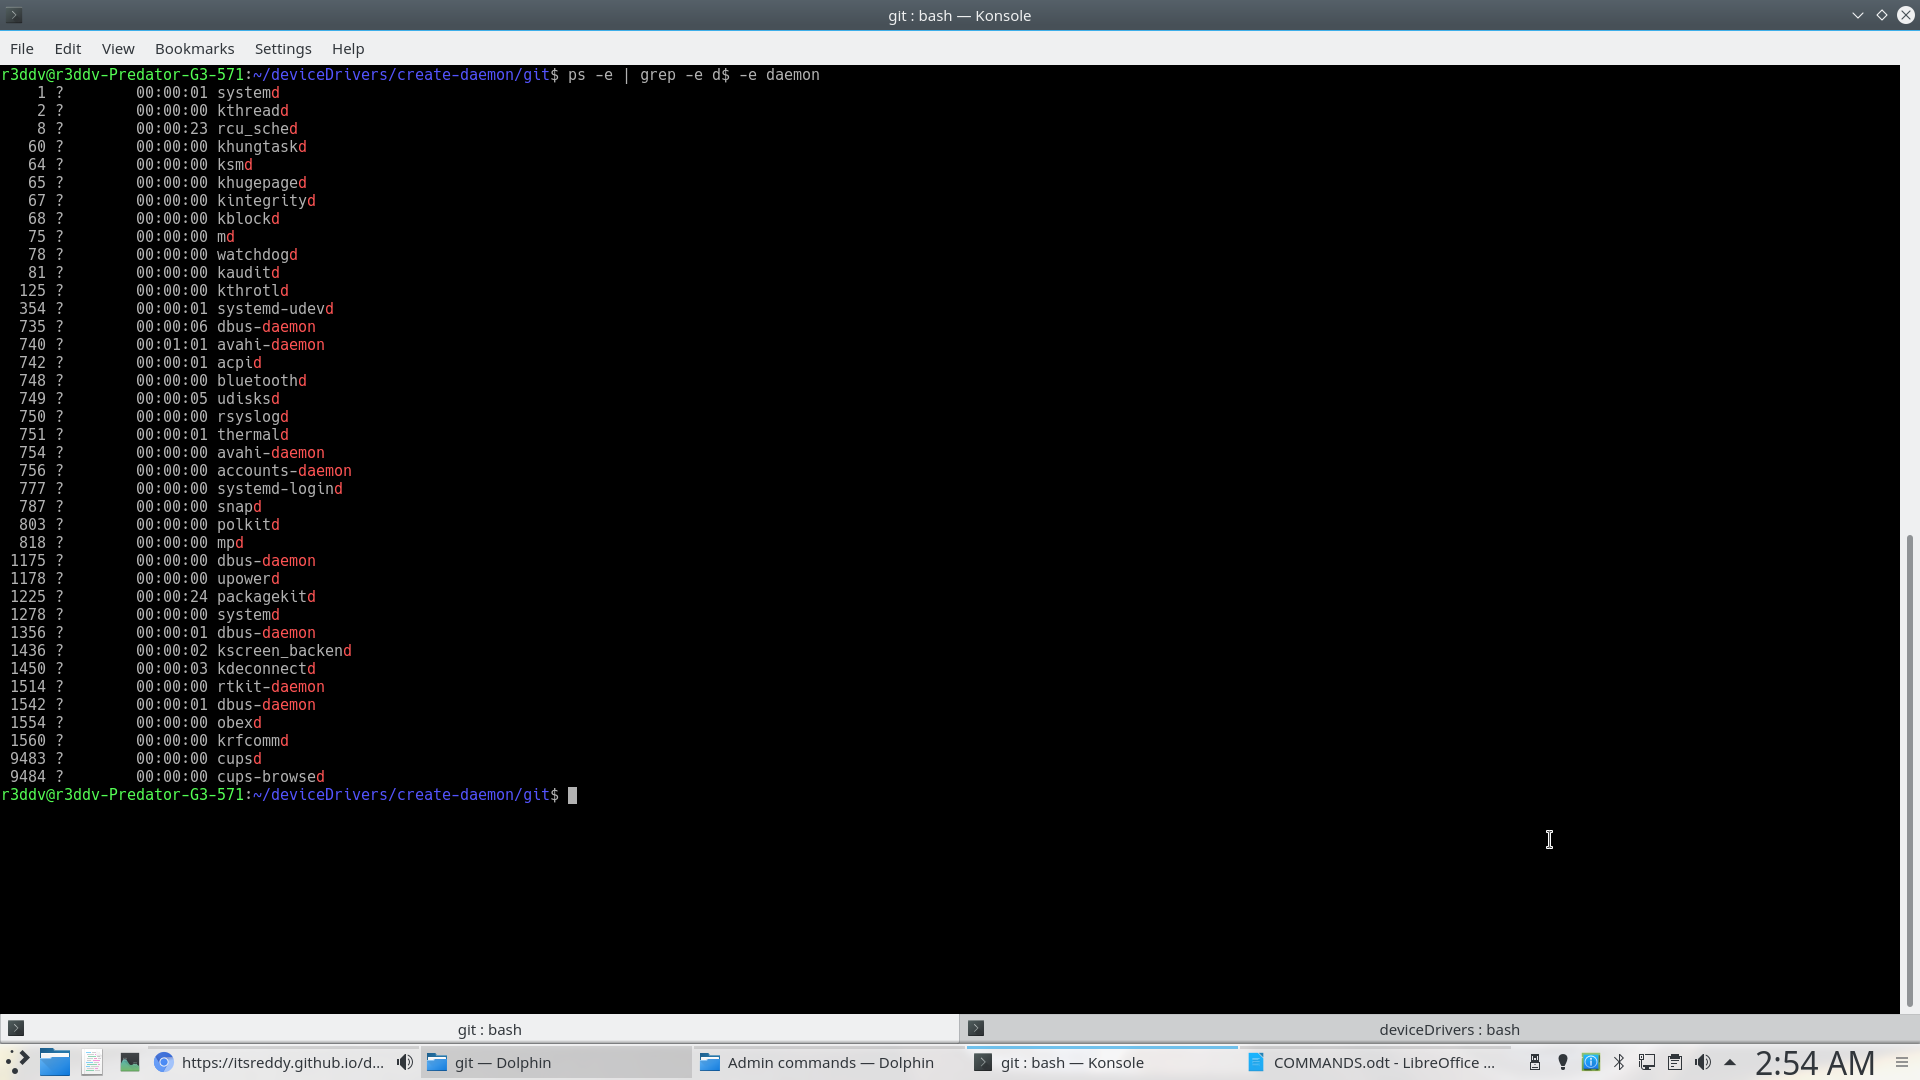 git : bash — Konsole
File Edit View Bookmarks Settings Help
r3ddv@r3ddv-Predator-G3-571:~/deviceDrivers/create-daemon/git$ ps -e | grep -e d$ -e daemon
    1 ?        00:00:01 systemd
    2 ?        00:00:00 kthreadd
    8 ?        00:00:23 rcu_sched
   60 ?        00:00:00 khungtaskd
   64 ?        00:00:00 ksmd
   65 ?        00:00:00 khugepaged
   67 ?        00:00:00 kintegrityd
   68 ?        00:00:00 kblockd
   75 ?        00:00:00 md
   78 ?        00:00:00 watchdogd
   81 ?        00:00:00 kauditd
  125 ?        00:00:00 kthrotld
  354 ?        00:00:01 systemd-udevd
  735 ?        00:00:06 dbus-daemon
  740 ?        00:01:01 avahi-daemon
  742 ?        00:00:01 acpid
  748 ?        00:00:00 bluetoothd
  749 ?        00:00:05 udisksd
  750 ?        00:00:00 rsyslogd
  751 ?        00:00:01 thermald
  754 ?        00:00:00 avahi-daemon
  756 ?        00:00:00 accounts-daemon
  777 ?        00:00:00 systemd-logind
  787 ?        00:00:00 snapd
  803 ?        00:00:00 polkitd
  818 ?        00:00:00 mpd
 1175 ?        00:00:00 dbus-daemon
 1178 ?        00:00:00 upowerd
 1225 ?        00:00:24 packagekitd
 1278 ?        00:00:00 systemd
 1356 ?        00:00:01 dbus-daemon
 1436 ?        00:00:02 kscreen_backend
 1450 ?        00:00:03 kdeconnectd
 1514 ?        00:00:00 rtkit-daemon
 1542 ?        00:00:01 dbus-daemon
 1554 ?        00:00:00 obexd
 1560 ?        00:00:00 krfcommd
 9483 ?        00:00:00 cupsd
 9484 ?        00:00:00 cups-browsed
r3ddv@r3ddv-Predator-G3-571:~/deviceDrivers/create-daemon/git$
git : bash
deviceDrivers : bash
https://itsreddy.github.io/d...
git — Dolphin
Admin commands — Dolphin
git : bash — Konsole
COMMANDS.odt - LibreOffice ...
2:54 AM